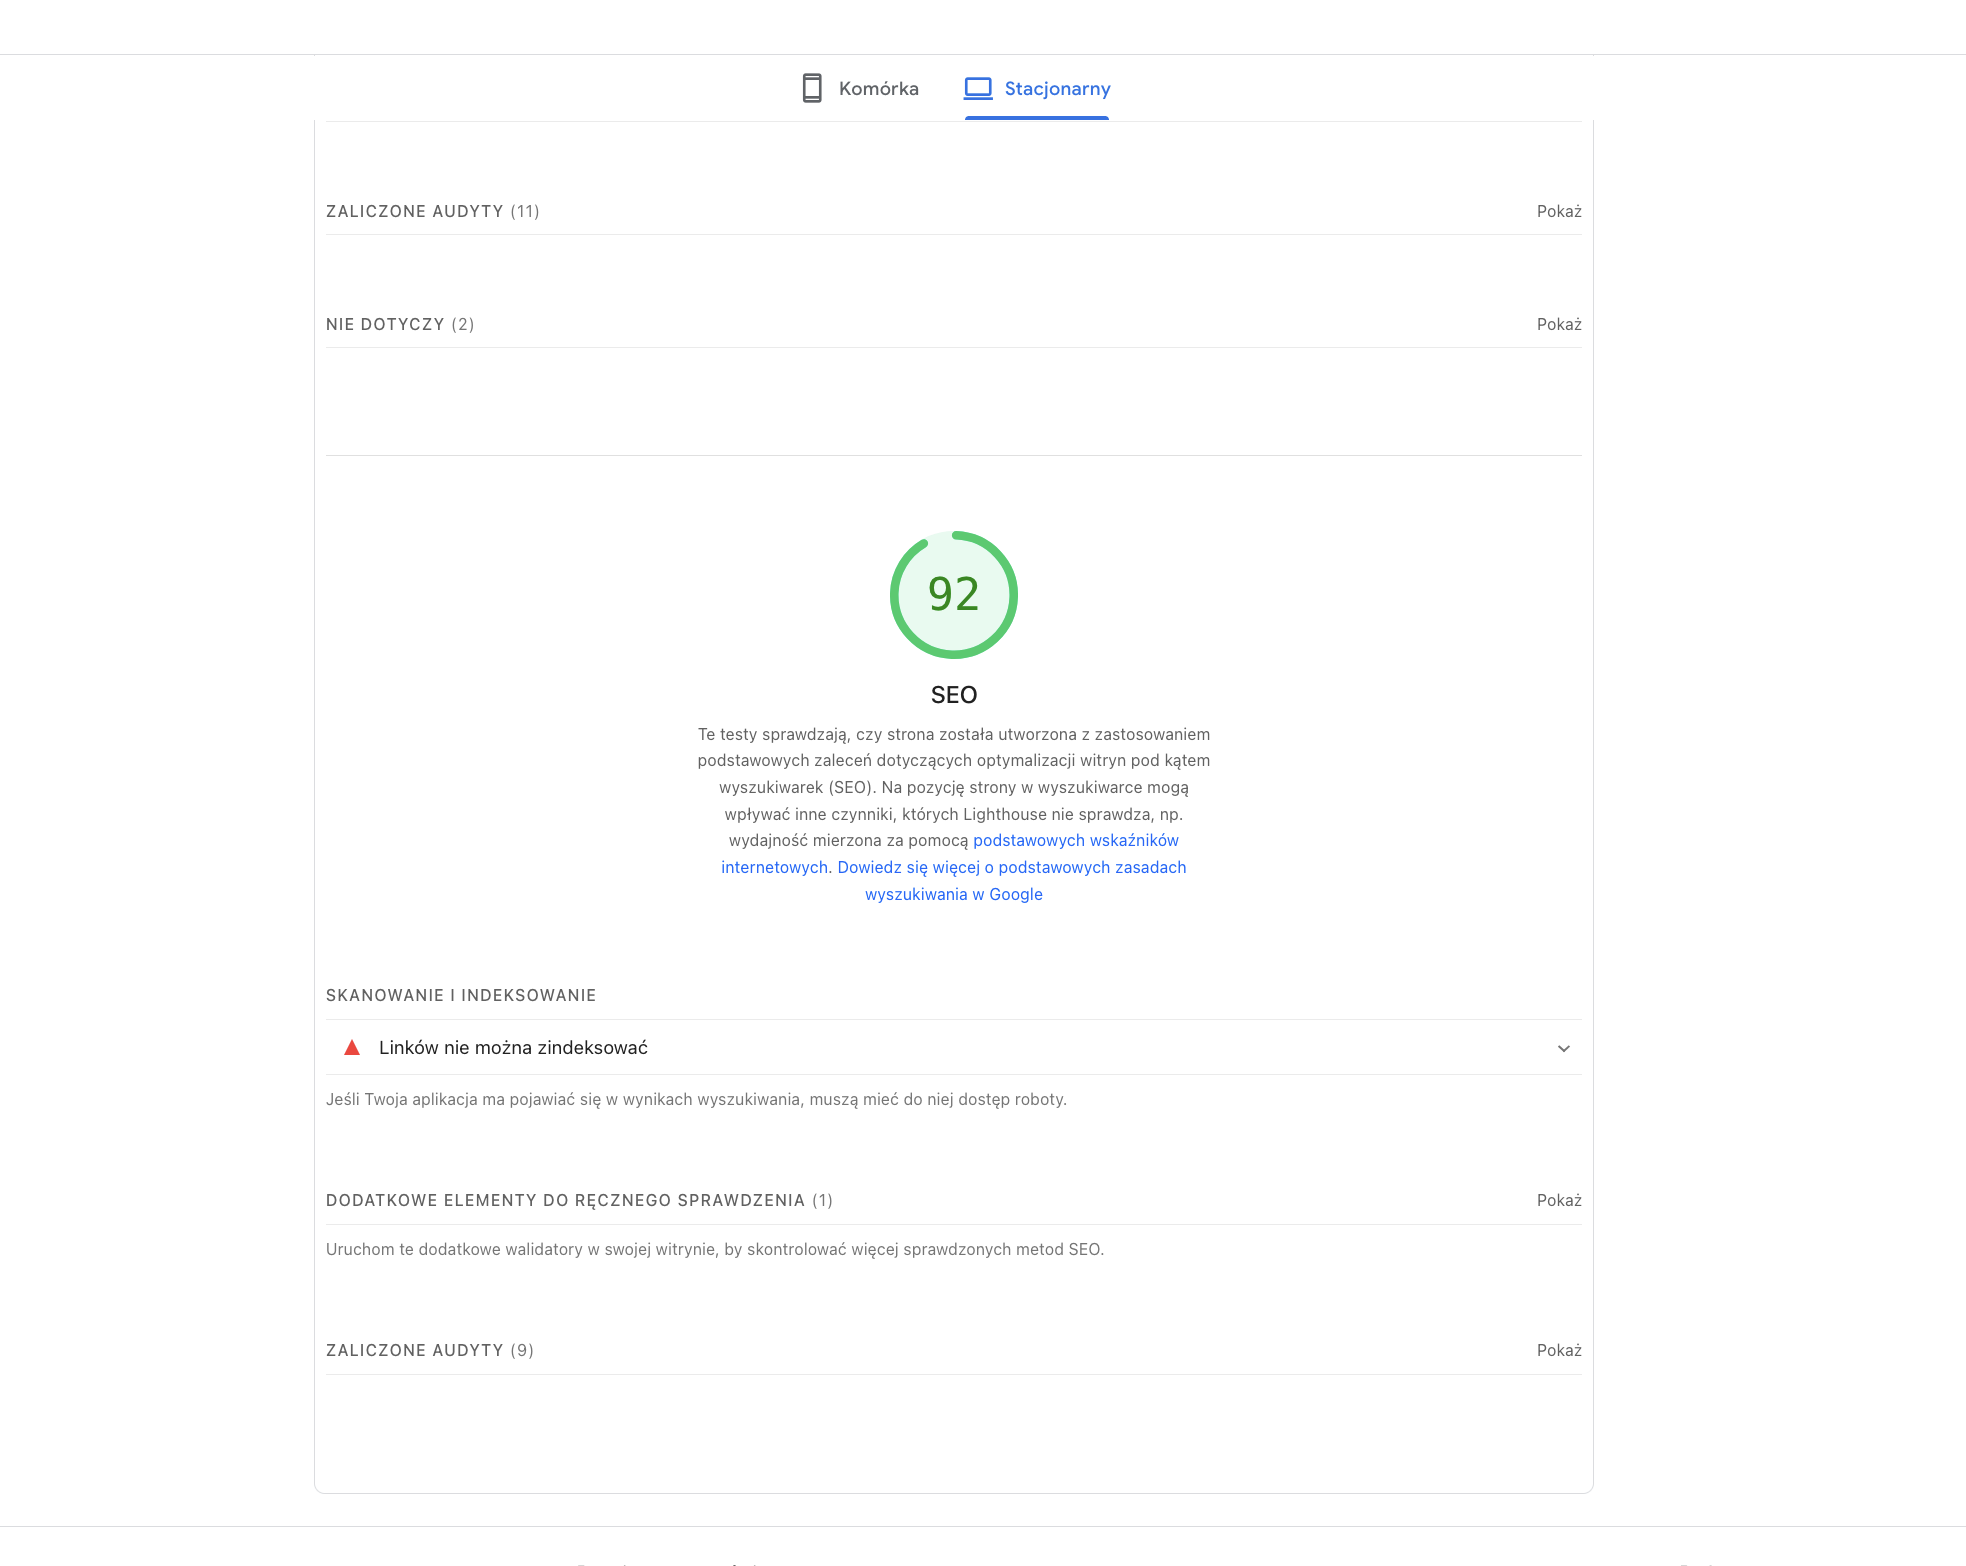 Komórka
Stacjonarny
ZALICZONE AUDYTY (11)
Pokaż
NIE DOTYCZY (2)
Pokaż
92
SEO
Te testy sprawdzają, czy strona została utworzona z zastosowaniem
podstawowych zaleceń dotyczących optymalizacji witryn pod kątem
wyszukiwarek (SEO). Na pozycję strony w wyszukiwarce mogą
wpływać inne czynniki, których Lighthouse nie sprawdza, np.
wydajność mierzona za pomocą podstawowych wskaźników
internetowych. Dowiedz się więcej o podstawowych zasadach
wyszukiwania w Google
SKANOWANIE I INDEKSOWANIE
Linków nie można zindeksować
Jeśli Twoja aplikacja ma pojawiać się w wynikach wyszukiwania, muszą mieć do niej dostęp roboty.
DODATKOWE ELEMENTY DO RĘCZNEGO SPRAWDZENIA (1)
Pokaż
Uruchom te dodatkowe walidatory w swojej witrynie, by skontrolować więcej sprawdzonych metod SEO.
ZALICZONE AUDYTY (9)
Pokaż